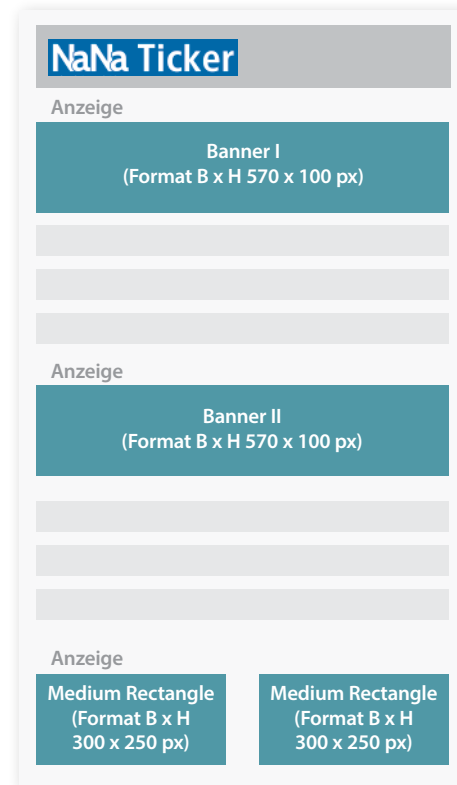 NaNa Ticker
Anzeige
Banner I
(Format B x H 570 x 100 px)
Anzeige
Banner II
(Format B x H 570 x 100 px)
Anzeige
Medium Rectangle
(Format B x H
300 x 250 px)
Medium Rectangle
(Format B x H
300 x 250 px)